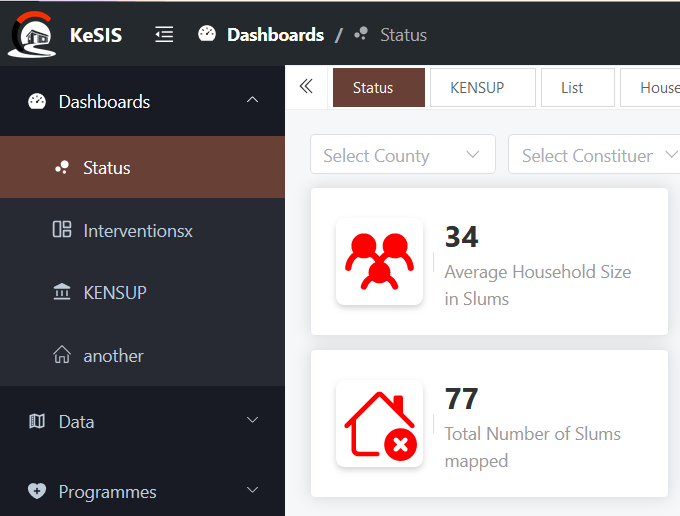 KeSIS
Dashboards / Status
Dashboards
Status
Interventionsx
KENSUP
another
Data
Programmes
Status
KENSUP
List
House
Select County
Select Constituer
34
Average Household Size
in Slums
77
Total Number of Slums
mapped